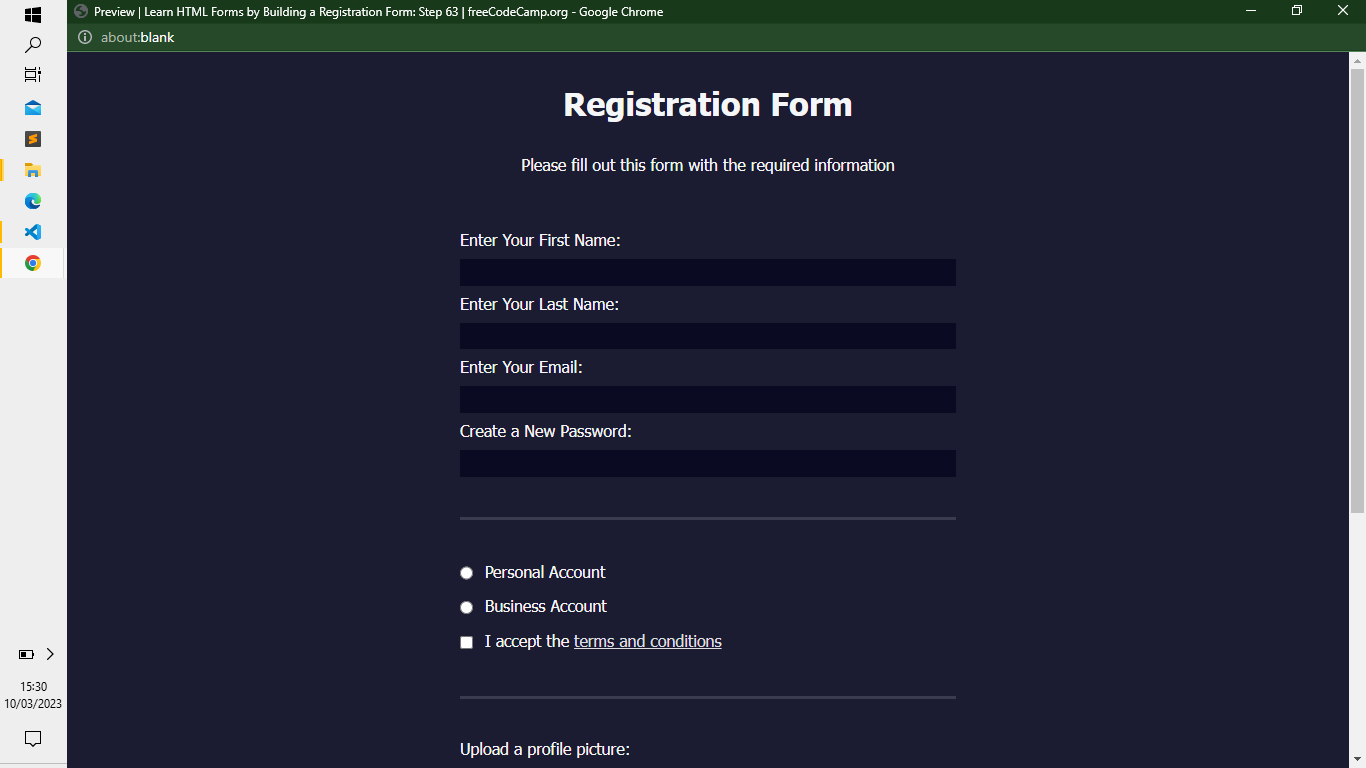 Preview | Learn HTML Forms by Building a Registration Form: Step 63 | freeCodeCamp.org - Google Chrome
about:blank
Registration Form
Please fill out this form with the required information
Enter Your First Name:
Enter Your Last Name:
Enter Your Email:
Create a New Password:
Personal Account
Business Account
I accept the terms and conditions
Upload a profile picture:
15:30
10/03/2023